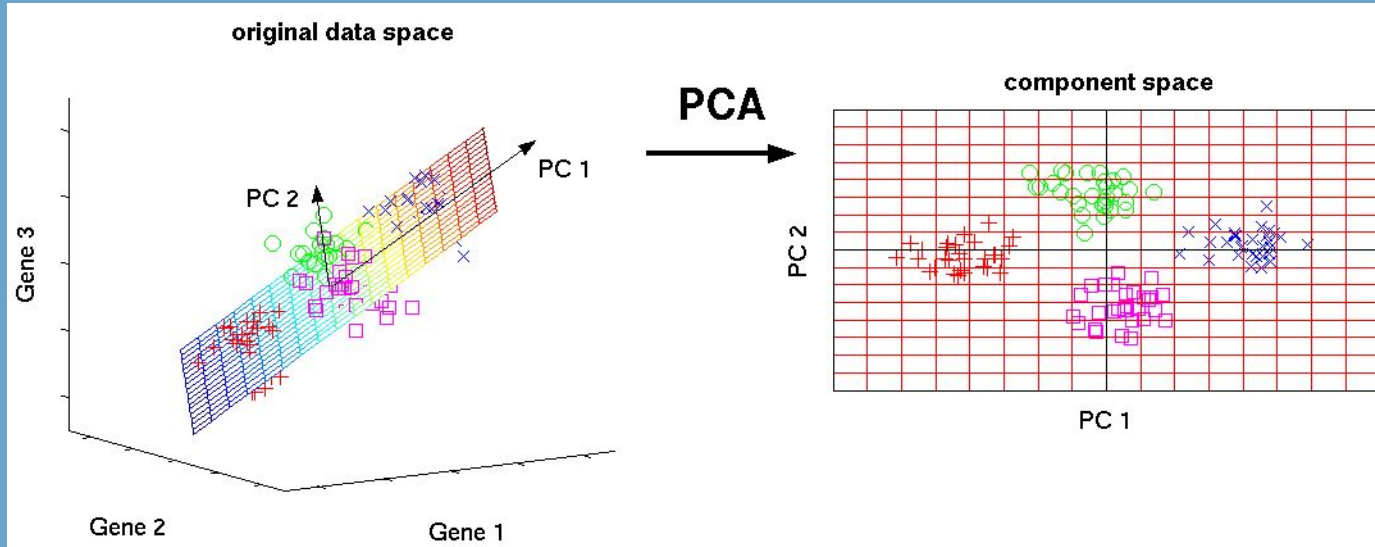 original data space
PC 1
PC 2
Gene 3
Gene 2
Gene 1
PCA
component space
PC 2
PC 1